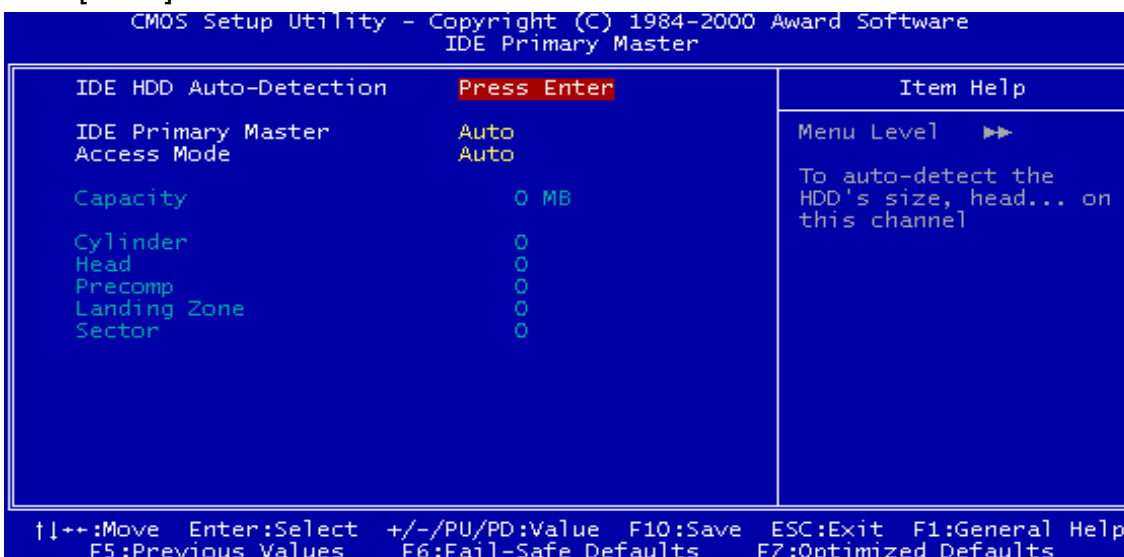 CMOS Setup Utility - Copyright (C) 1984-2000 Award Software
IDE Primary Master
IDE HDD Auto-Detection Press Enter
IDE Primary Master Auto
Access Mode Auto
Capacity 0 MB
Cylinder 0
Head 0
Precomp 0
Landing Zone 0
Sector 0
Item Help
Menu Level ▸▸
To auto-detect the
HDD's size, head... on
this channel
↑↓←→:Move Enter:Select +/-/PU/PD:Value F10:Save ESC:Exit F1:General Help
F5:Previous Values F6:Fail-Safe Defaults F7:Optimized Defaults